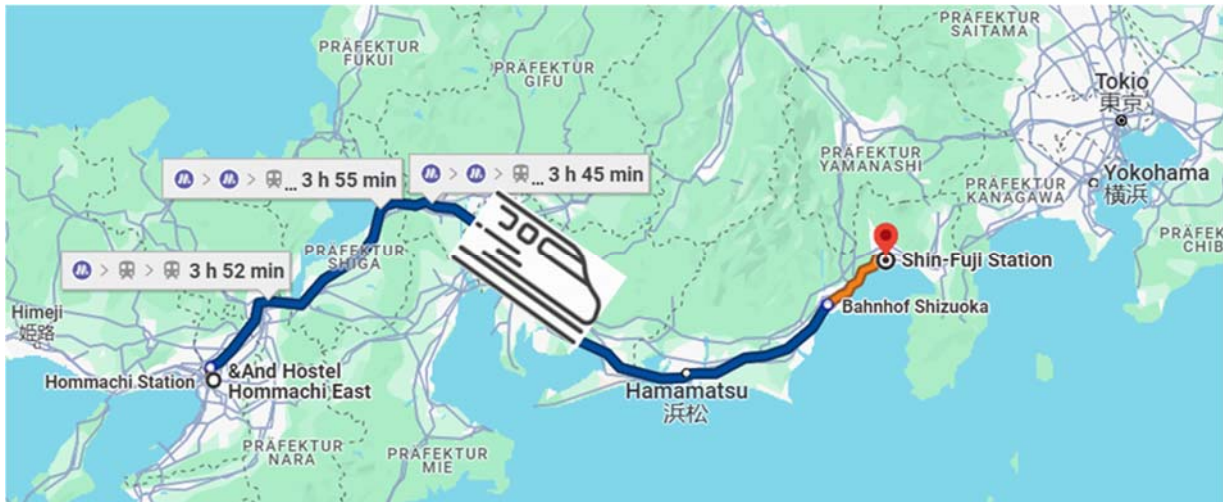 PRÄFEKTUR
FUKUI
PRÄFEKTUR
GIFU
PRÄFEKTUR
SAITAMA
Tokio
東京
PRÄFEKTUR
YAMANASHI
Yokohama
横浜
PRÄFEKTUR
KANAGAWA
PRÄFEKT
CHIB
... 3 h 55 min
... 3 h 45 min
PRÄFEKTUR
SHIGA
3 h 52 min
Shin-Fuji Station
Bahnhof Shizuoka
Himeji
姫路
Hommachi Station
&And Hostel
Hommachi East
Hamamatsu
浜松
PRÄFEKTUR
NARA
PRÄFEKTUR
MIE